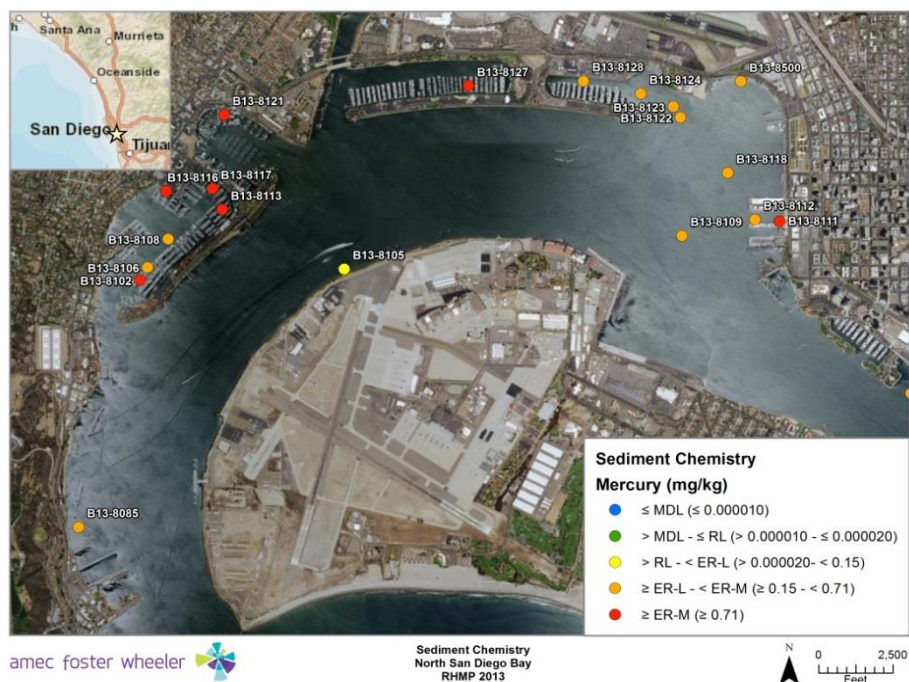 Santa Ana
Murrieta
Oceanside
San Diego
Tijuan
B13-8127
B13-8128
B13-8124
B13-8500
B13-8123
B13-8122
B13-8121
B13-8118
B13-8117
B13-8116
B13-8113
B13-8112
B13-8111
B13-8109
B13-8108
B13-8105
B13-8106
B13-8102
B13-8085
Sediment Chemistry
Mercury (mg/kg)
≤ MDL (≤ 0.000010)
> MDL - ≤ RL (> 0.000010 - ≤ 0.000020)
> RL - < ER-L (> 0.000020- < 0.15)
≥ ER-L - < ER-M (≥ 0.15 - < 0.71)
≥ ER-M (≥ 0.71)
amec foster wheeler
Sediment Chemistry
North San Diego Bay
RHMP 2013
N
0 2,500
Feet